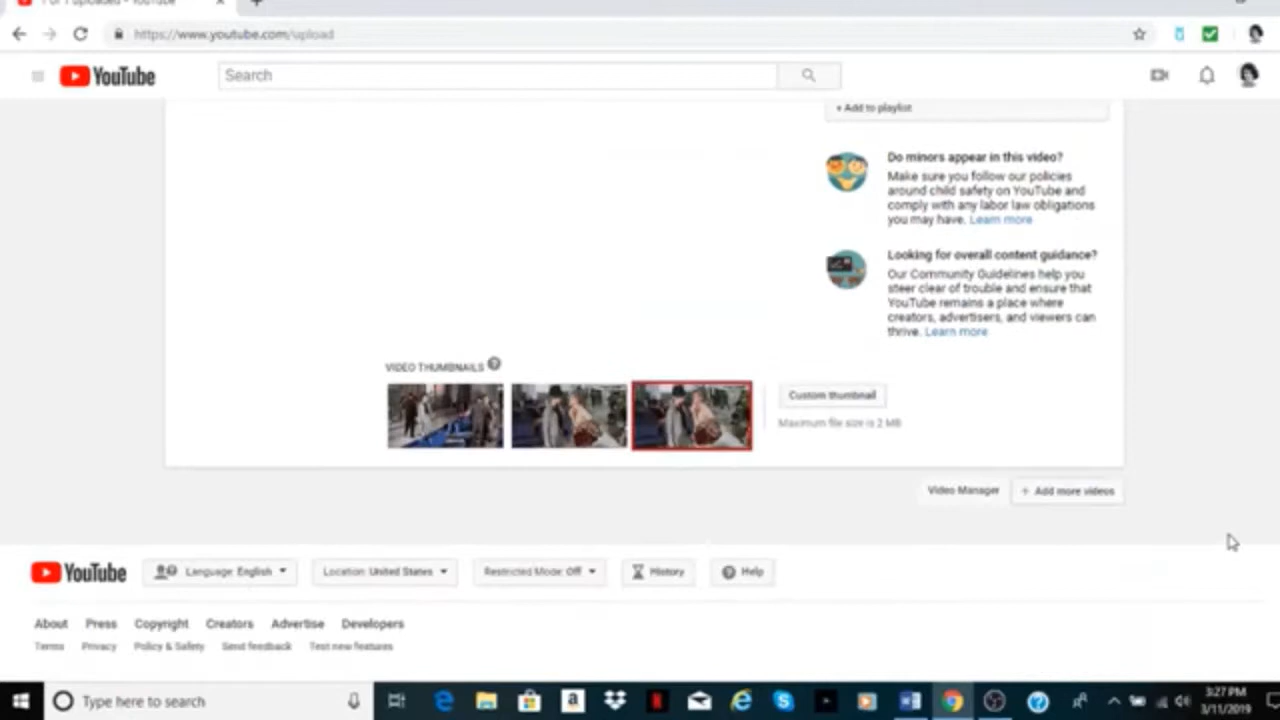 https://www.youtube.com/upload
YouTube
Search
+ Add to playlist
Do minors appear in this video?
Make sure you follow our policies
around child safety on YouTube and
comply with any labor law obligations
you may have. Learn more
Looking for overall content guidance?
Our Community Guidelines help you
steer clear of trouble and ensure that
YouTube remains a place where
creators, advertisers, and viewers can
thrive. Learn more
VIDEO THUMBNAILS ?
Custom thumbnail
Maximum file size is 2 MB
Video Manager
+ Add more videos
YouTube
Language: English
Location: United States
Restricted Mode: Off
History
Help
About Press Copyright Creators Advertise Developers
Terms Privacy Policy & Safety Send feedback Test new features
Type here to search
3:27 PM
3/11/2019